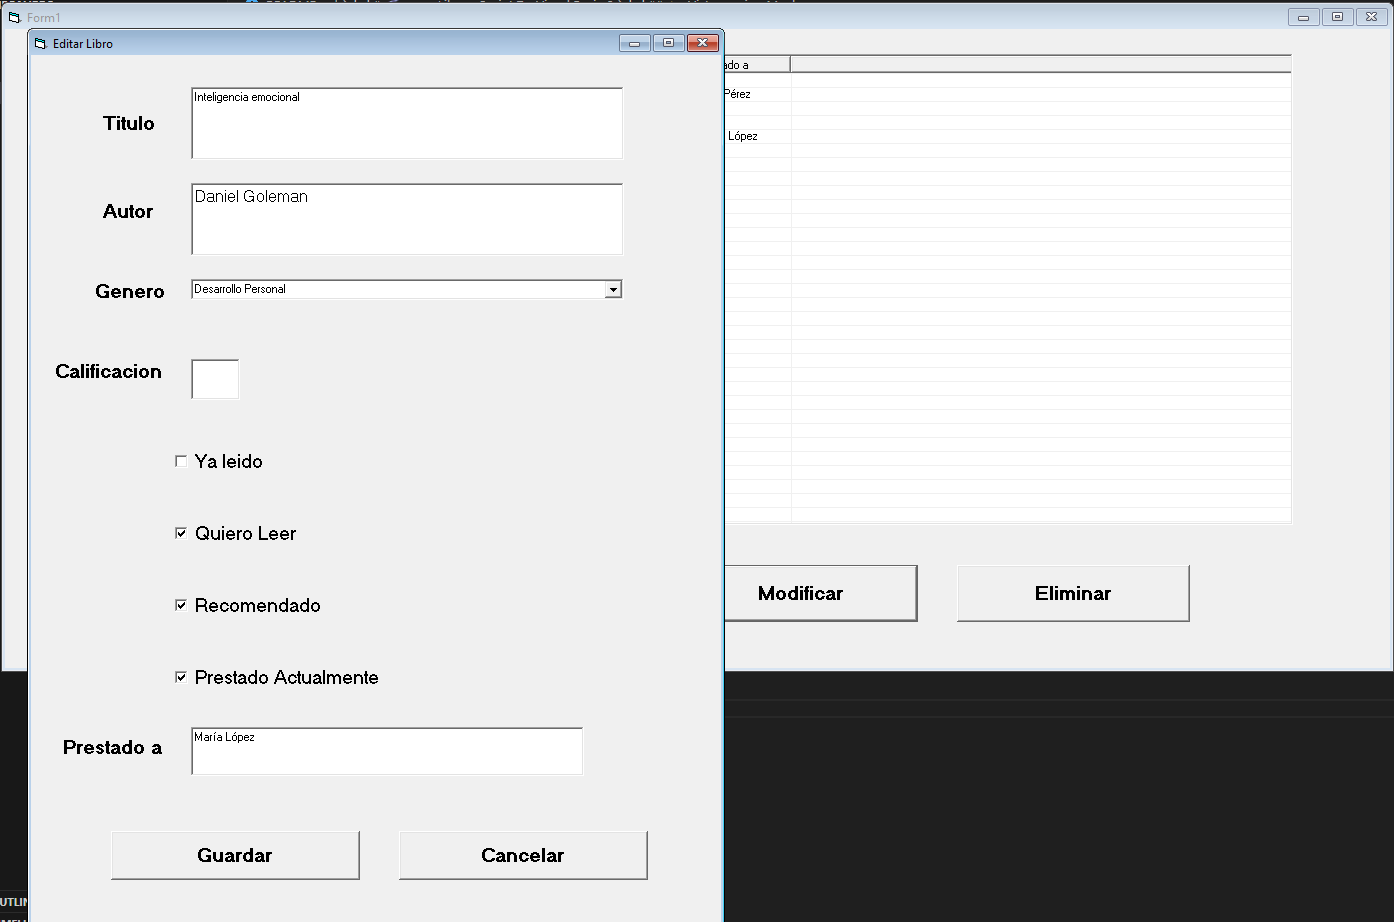 Form1
Editar Libro
ado a
Titulo
Inteligencia emocional
Pérez
López
Autor
Daniel Goleman
Genero
Desarrollo Personal
Calificacion
Ya leido
Quiero Leer
Recomendado
Modificar
Eliminar
Prestado Actualmente
Prestado a
María López
Guardar
Cancelar
UTLIN